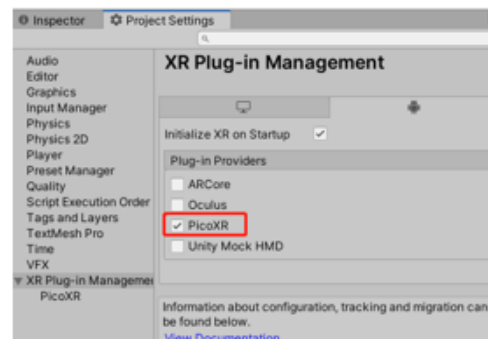 Inspector
Project Settings
Audio
Editor
Graphics
Input Manager
Physics
Physics 2D
Player
Preset Manager
Quality
Script Execution Order
Tags and Layers
TextMesh Pro
Time
VFX
XR Plug-in Managemen
PicoXR
XR Plug-in Management
Initialize XR on Startup
Plug-in Providers
ARCore
Oculus
PicoXR
Unity Mock HMD
Information about configuration, tracking and migration can
be found below.
View Documentation